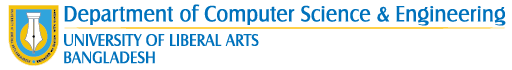 Department of Computer Science & Engineering
UNIVERSITY OF LIBERAL ARTS
BANGLADESH